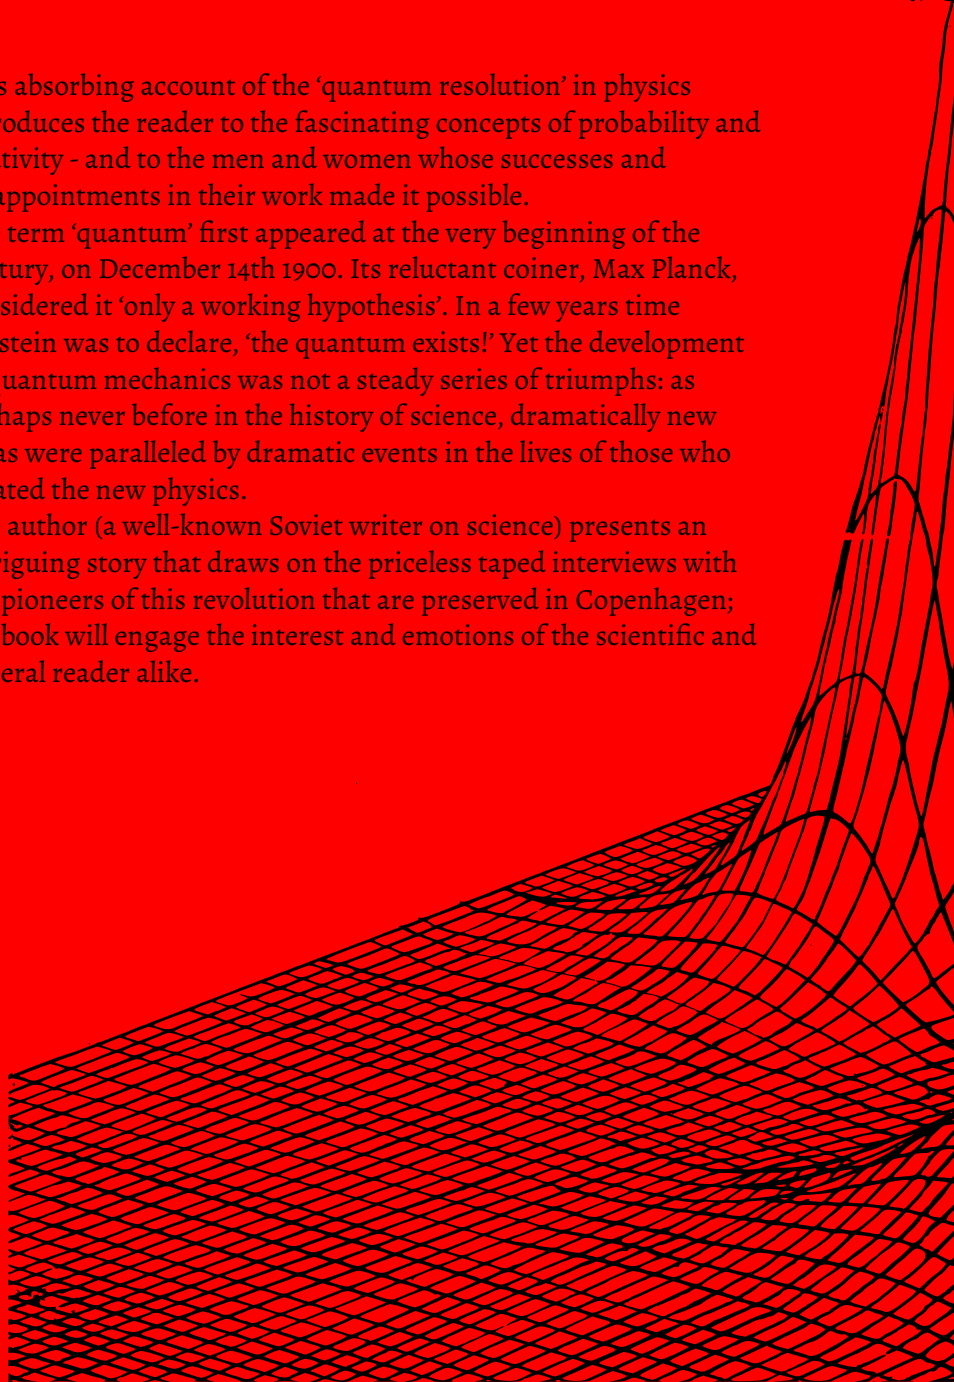 s absorbing account of the ‘quantum resolution’ in physics
roduces the reader to the fascinating concepts of probability and
tivity - and to the men and women whose successes and
appointments in their work made it possible.
term ‘quantum’ first appeared at the very beginning of the
tury, on December 14th 1900. Its reluctant coiner, Max Planck,
sidered it ‘only a working hypothesis’. In a few years time
stein was to declare, ‘the quantum exists!’ Yet the development
quantum mechanics was not a steady series of triumphs: as
haps never before in the history of science, dramatically new
as were paralleled by dramatic events in the lives of those who
ated the new physics.
author (a well-known Soviet writer on science) presents an
riguing story that draws on the priceless taped interviews with
pioneers of this revolution that are preserved in Copenhagen;
book will engage the interest and emotions of the scientific and
eral reader alike.